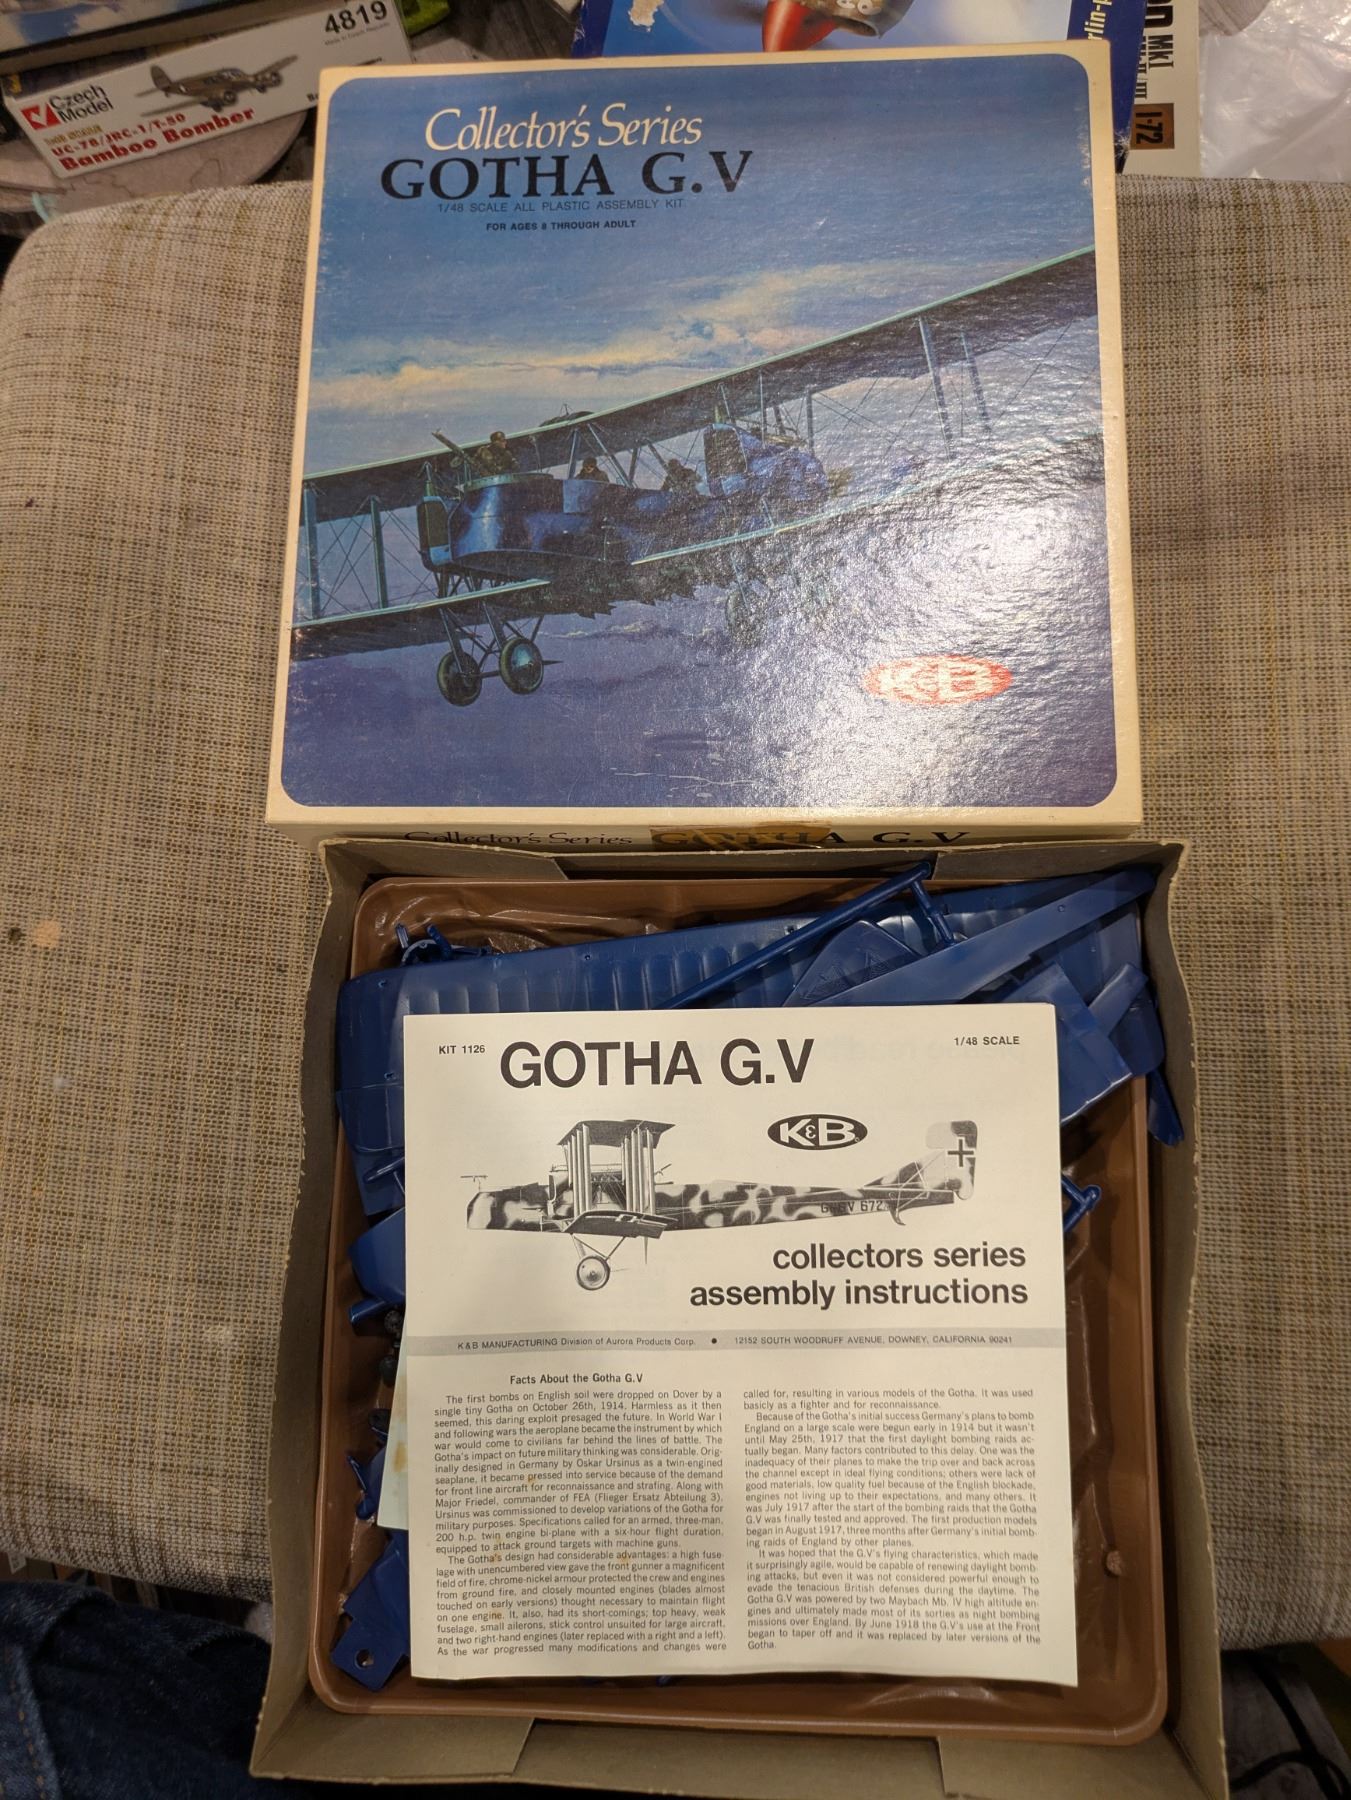 4819
Made in Czech Republic
Czech
Model
UC-78/JRC-1/T-50
Bamboo Bomber
MkI
1-72
Collector's Series
GOTHA G.V
1/48 SCALE ALL PLASTIC ASSEMBLY KIT
FOR AGES 8 THROUGH ADULT
K&B
Collector's Series GOTHA G.V
KIT 1126
GOTHA G.V
1/48 SCALE
K&B
G.V 672
collectors series
assembly instructions
K & B MANUFACTURING Division of Aurora Products Corp. • 12152 SOUTH WOODRUFF AVENUE, DOWNEY, CALIFORNIA 90241
Facts About the Gotha G.V
The first bombs on English soil were dropped on Dover by a
single tiny Gotha on October 26th, 1914. Harmless as it then
seemed, this daring exploit presaged the future. In World War I
and following wars the aeroplane became the instrument by which
war would come to civilians far behind the lines of battle. The
Gotha's impact on future military thinking was considerable. Orig-
inally designed in Germany by Oskar Ursinus as a twin-engined
seaplane, it became pressed into service because of the demand
for front line aircraft for reconnaissance and strafing. Along with
Major Friedel, commander of FEA (Flieger Ersatz Abteilung 3),
Ursinus was commissioned to develop variations of the Gotha for
military purposes. Specifications called for an armed, three-man,
200 h.p. twin engine bi-plane with a six-hour flight duration,
equipped to attack ground targets with machine guns.
The Gotha's design had considerable advantages: a high fuse-
lage with unencumbered view gave the front gunner a magnificent
field of fire, chrome-nickel armour protected the crew and engines
from ground fire, and closely mounted engines (blades almost
touched on early versions) thought necessary to maintain flight
on one engine. It, also, had its short-comings; top heavy, weak
fuselage, small ailerons, stick control unsuited for large aircraft,
and two right-hand engines (later replaced with a right and a left).
As the war progressed many modifications and changes were
called for, resulting in various models of the Gotha. It was used
basicly as a fighter and for reconnaissance.
Because of the Gotha's initial success Germany's plans to bomb
England on a large scale were begun early in 1914 but it wasn't
until May 25th, 1917 that the first daylight bombing raids ac-
tually began. Many factors contributed to this delay. One was the
inadequacy of their planes to make the trip over and back across
the channel except in ideal flying conditions; others were lack of
good materials, low quality fuel because of the English blockade,
engines not living up to their expectations, and many others. It
was July 1917 after the start of the bombing raids that the Gotha
G.V was finally tested and approved. The first production models
began in August 1917, three months after Germany's initial bomb-
ing raids of England by other planes.
It was hoped that the G.V's flying characteristics, which made
it surprisingly agile, would be capable of renewing daylight bomb-
ing attacks, but even it was not considered powerful enough to
evade the tenacious British defenses during the daytime. The
Gotha G.V was powered by two Maybach Mb. IV high altitude en-
gines and ultimately made most of its sorties as night bombing
missions over England. By June 1918 the G.V's use at the Front
began to taper off and it was replaced by later versions of the
Gotha.